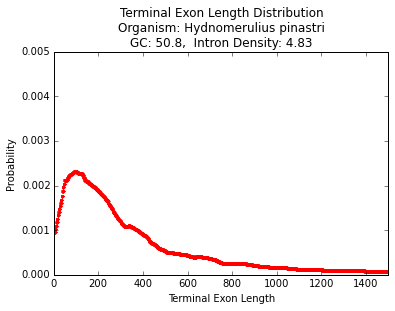 Terminal Exon Length Distribution
Organism: Hydnomerulius pinastri
GC: 50.8,  Intron Density: 4.83
0.005
0.004
0.003
0.002
0.001
0.000
Probability
0 200 400 600 800 1000 1200 1400
Terminal Exon Length